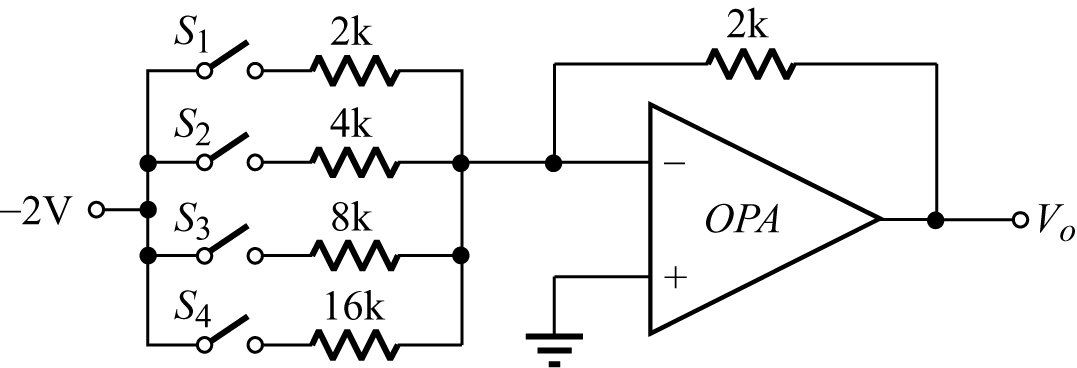 S1
2k
2k
S2
4k
–2V
S3
8k
S4
16k
−
OPA
+
Vo